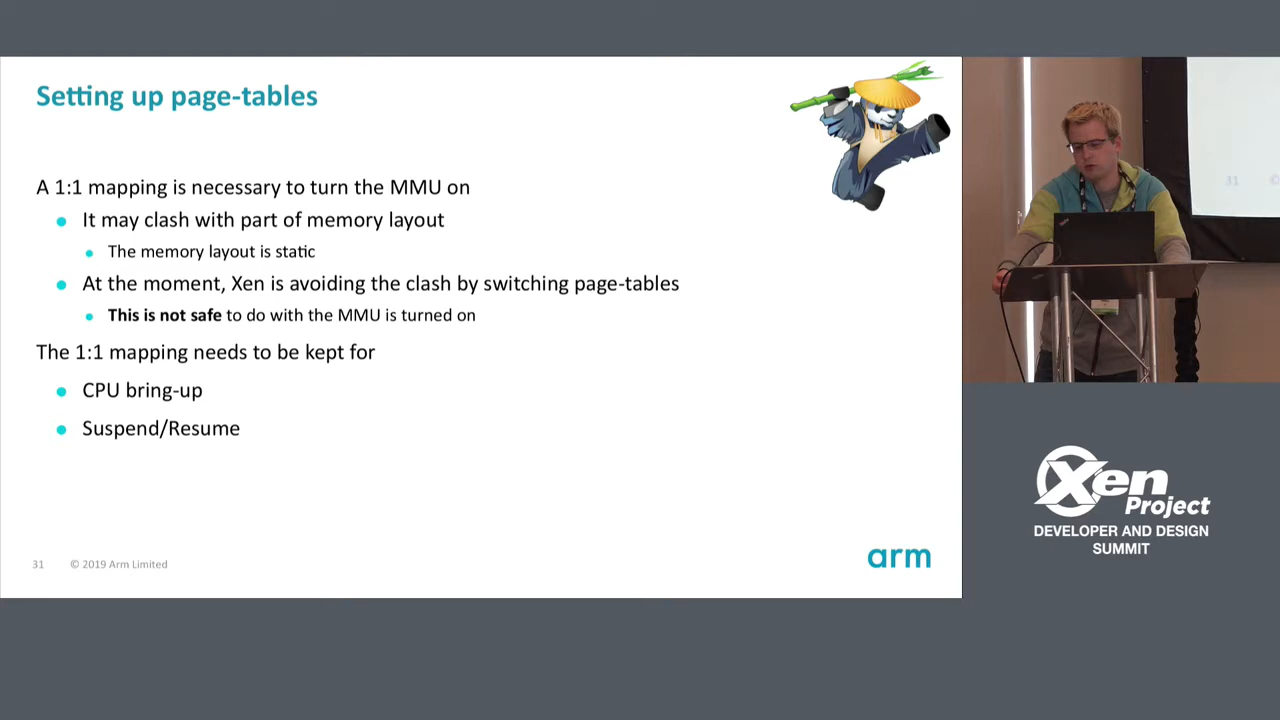 Setting up page-tables
A 1:1 mapping is necessary to turn the MMU on
It may clash with part of memory layout
The memory layout is static
At the moment, Xen is avoiding the clash by switching page-tables
This is not safe to do with the MMU is turned on
The 1:1 mapping needs to be kept for
CPU bring-up
Suspend/Resume
31 © 2019 Arm Limited
arm
31 ©
Xen
Project
DEVELOPER AND DESIGN
SUMMIT